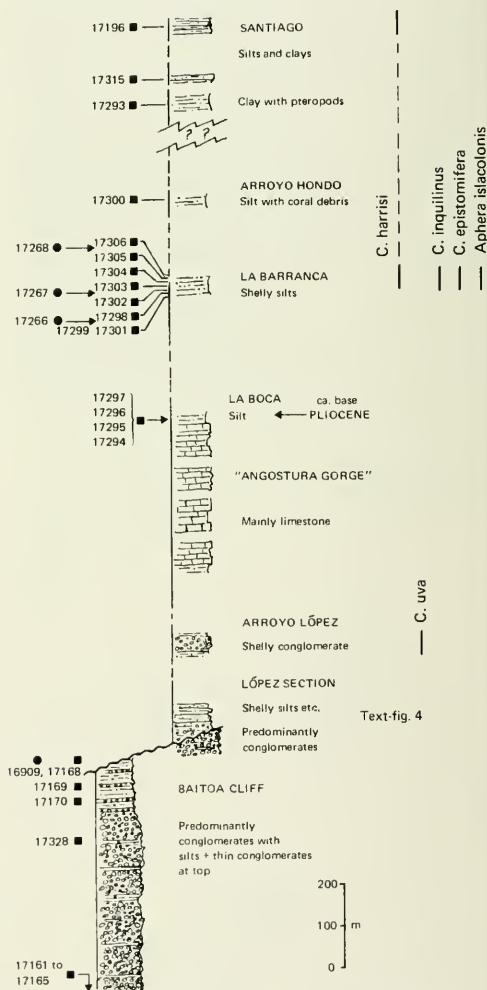 17196
SANTIAGO
Silts and clays
17315
17293
Clay with pteropods
? ?
ARROYO HONDO
17300
Silt with coral debris
17306
17268
17305
17304
LA BARRANCA
17303
Shelly silts
17267
17302
17298
17266
17299 17301
C. harrisi
C. inquilinus
C. epistomifera
Aphera islacolonis
17297
17296
17295
17294
LA BOCA
Silt
ca. base
PLIOCENE
"ANGOSTURA GORGE"
Mainly limestone
C. uva
ARROYO LÓPEZ
Shelly conglomerate
LÓPEZ SECTION
Shelly silts etc.
Text-fig. 4
Predominantly
conglomerates
16909, 17168
17169
17170
BAITOA CLIFF
17328
Predominantly
conglomerates with
silts + thin conglomerates
at top
200
100 m
0
17161 to
17165